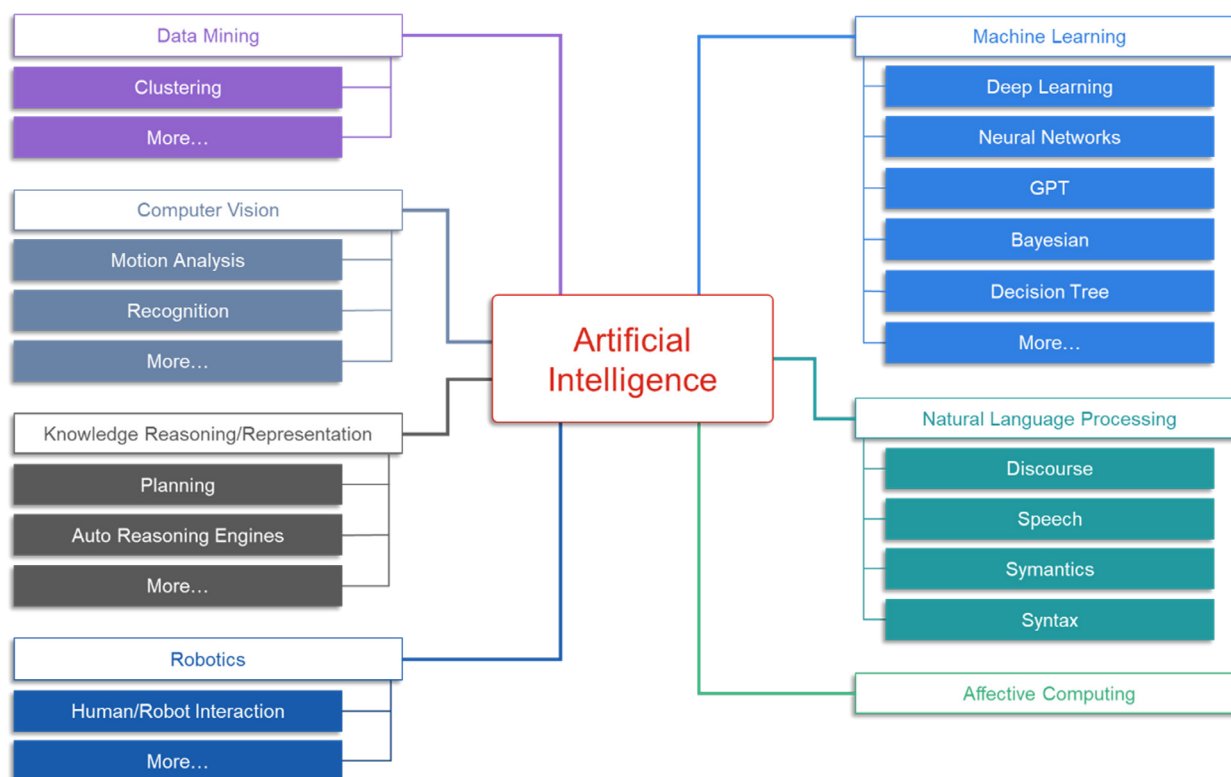 Data Mining
Clustering
More…
Computer Vision
Motion Analysis
Recognition
More…
Knowledge Reasoning/Representation
Planning
Auto Reasoning Engines
More…
Robotics
Human/Robot Interaction
More…
Artificial
Intelligence
Machine Learning
Deep Learning
Neural Networks
GPT
Bayesian
Decision Tree
More…
Natural Language Processing
Discourse
Speech
Symantics
Syntax
Affective Computing